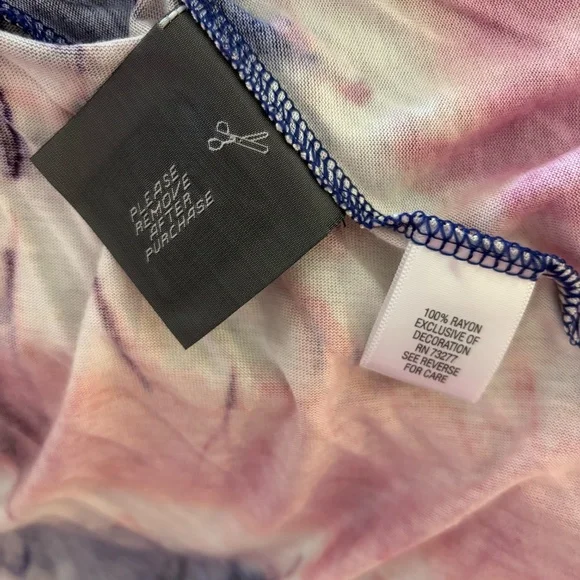 PLEASE
REMOVE
AFTER
PURCHASE
100% RAYON
EXCLUSIVE OF
DECORATION
RN 73277
SEE REVERSE
FOR CARE